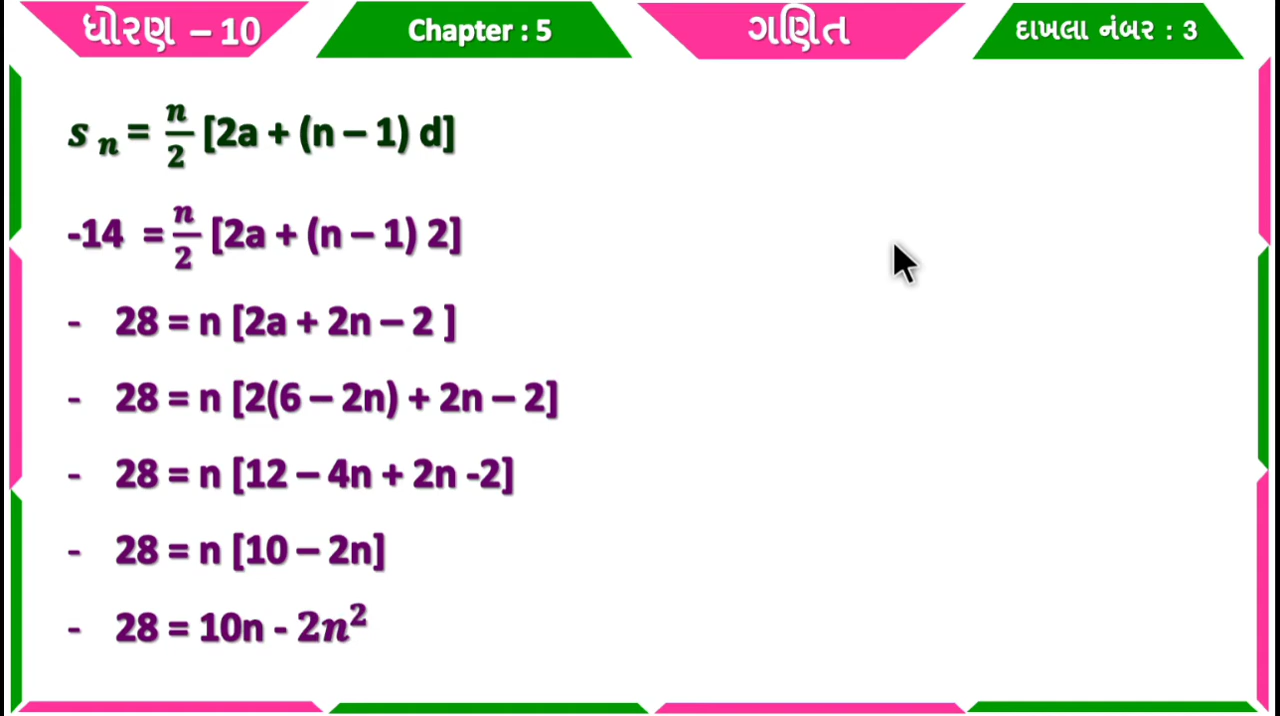 ધોરણ – 10
Chapter : 5
ગણિત
દાખલા નંબર : 3
s n = n/2 [2a + (n – 1) d]
-14 = n/2 [2a + (n – 1) 2]
- 28 = n [2a + 2n – 2 ]
- 28 = n [2(6 – 2n) + 2n – 2]
- 28 = n [12 – 4n + 2n -2]
- 28 = n [10 – 2n]
- 28 = 10n - 2n²